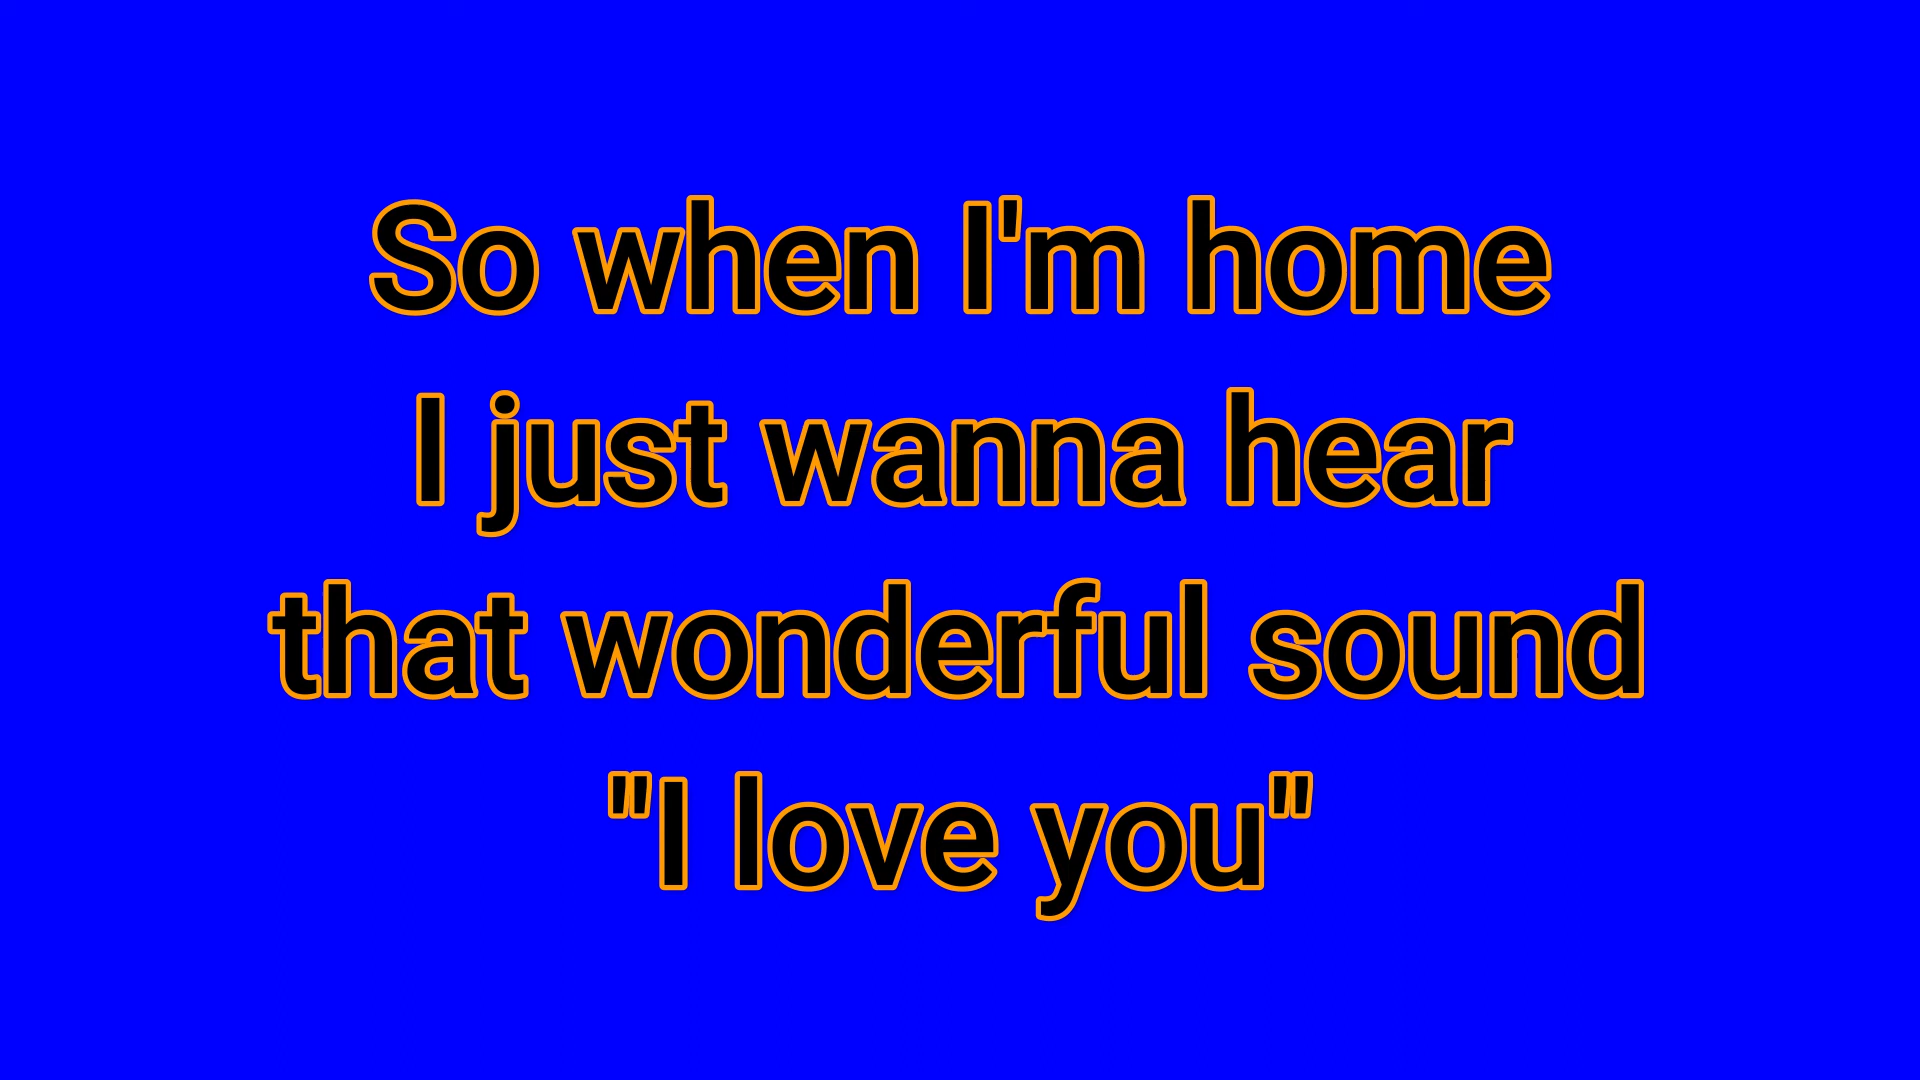 So when I'm home
I just wanna hear
that wonderful sound
"I love you"